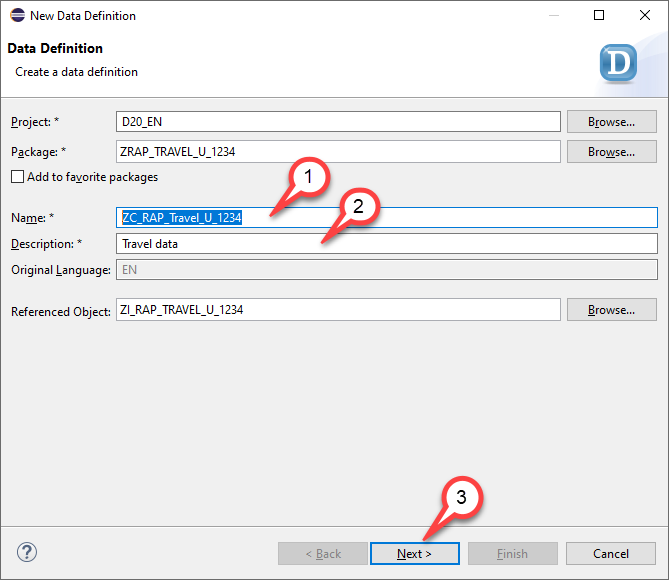 New Data Definition
Data Definition
Create a data definition
D
Project: *
D20_EN
Browse...
Package: *
ZRAP_TRAVEL_U_1234
Browse...
Add to favorite packages
1
Name: *
ZC_RAP_Travel_U_1234
2
Description: *
Travel data
Original Language:
EN
Referenced Object:
ZI_RAP_TRAVEL_U_1234
Browse...
3
?
< Back
Next >
Finish
Cancel